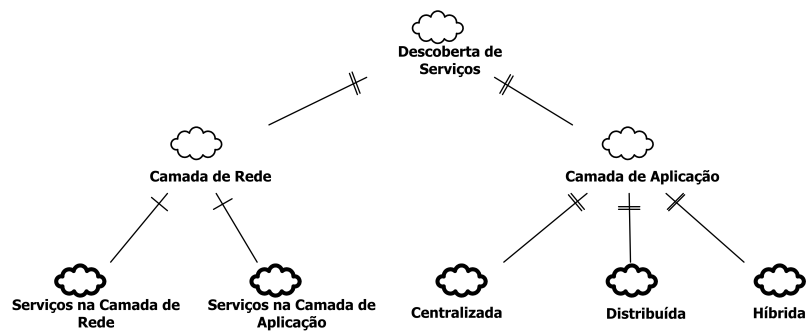 Descoberta de
Serviços
Camada de Rede
Camada de Aplicação
Serviços na Camada de
Rede
Serviços na Camada de
Aplicação
Centralizada
Distribuída
Híbrida